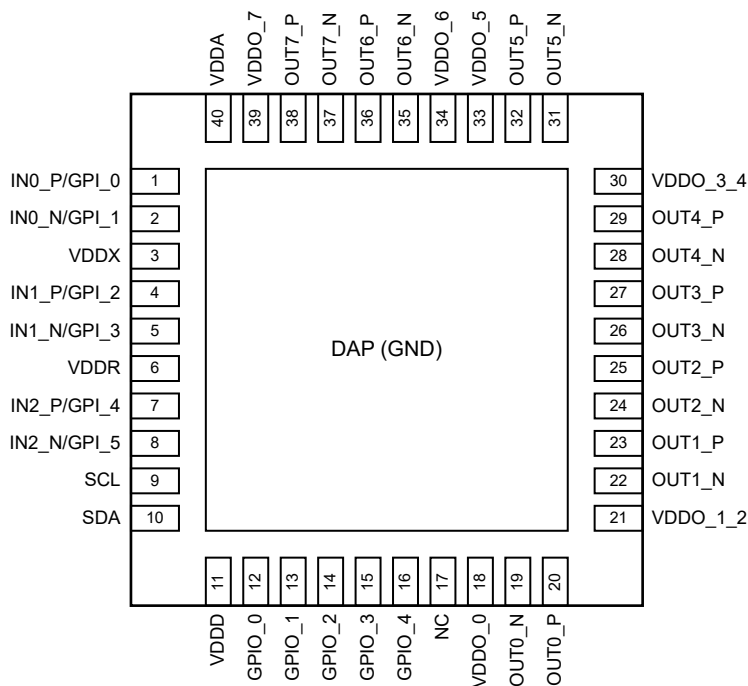 VDDA
VDDO_7
OUT7_P
OUT7_N
OUT6_P
OUT6_N
VDDO_6
VDDO_5
OUT5_P
OUT5_N
40
39
38
37
36
35
34
33
32
31
IN0_P/GPI_0 1
IN0_N/GPI_1 2
VDDX 3
IN1_P/GPI_2 4
IN1_N/GPI_3 5
VDDR 6
IN2_P/GPI_4 7
IN2_N/GPI_5 8
SCL 9
SDA 10
DAP (GND)
30 VDDO_3_4
29 OUT4_P
28 OUT4_N
27 OUT3_P
26 OUT3_N
25 OUT2_P
24 OUT2_N
23 OUT1_P
22 OUT1_N
21 VDDO_1_2
11
12
13
14
15
16
17
18
19
20
VDDD
GPIO_0
GPIO_1
GPIO_2
GPIO_3
GPIO_4
NC
VDDO_0
OUT0_N
OUT0_P